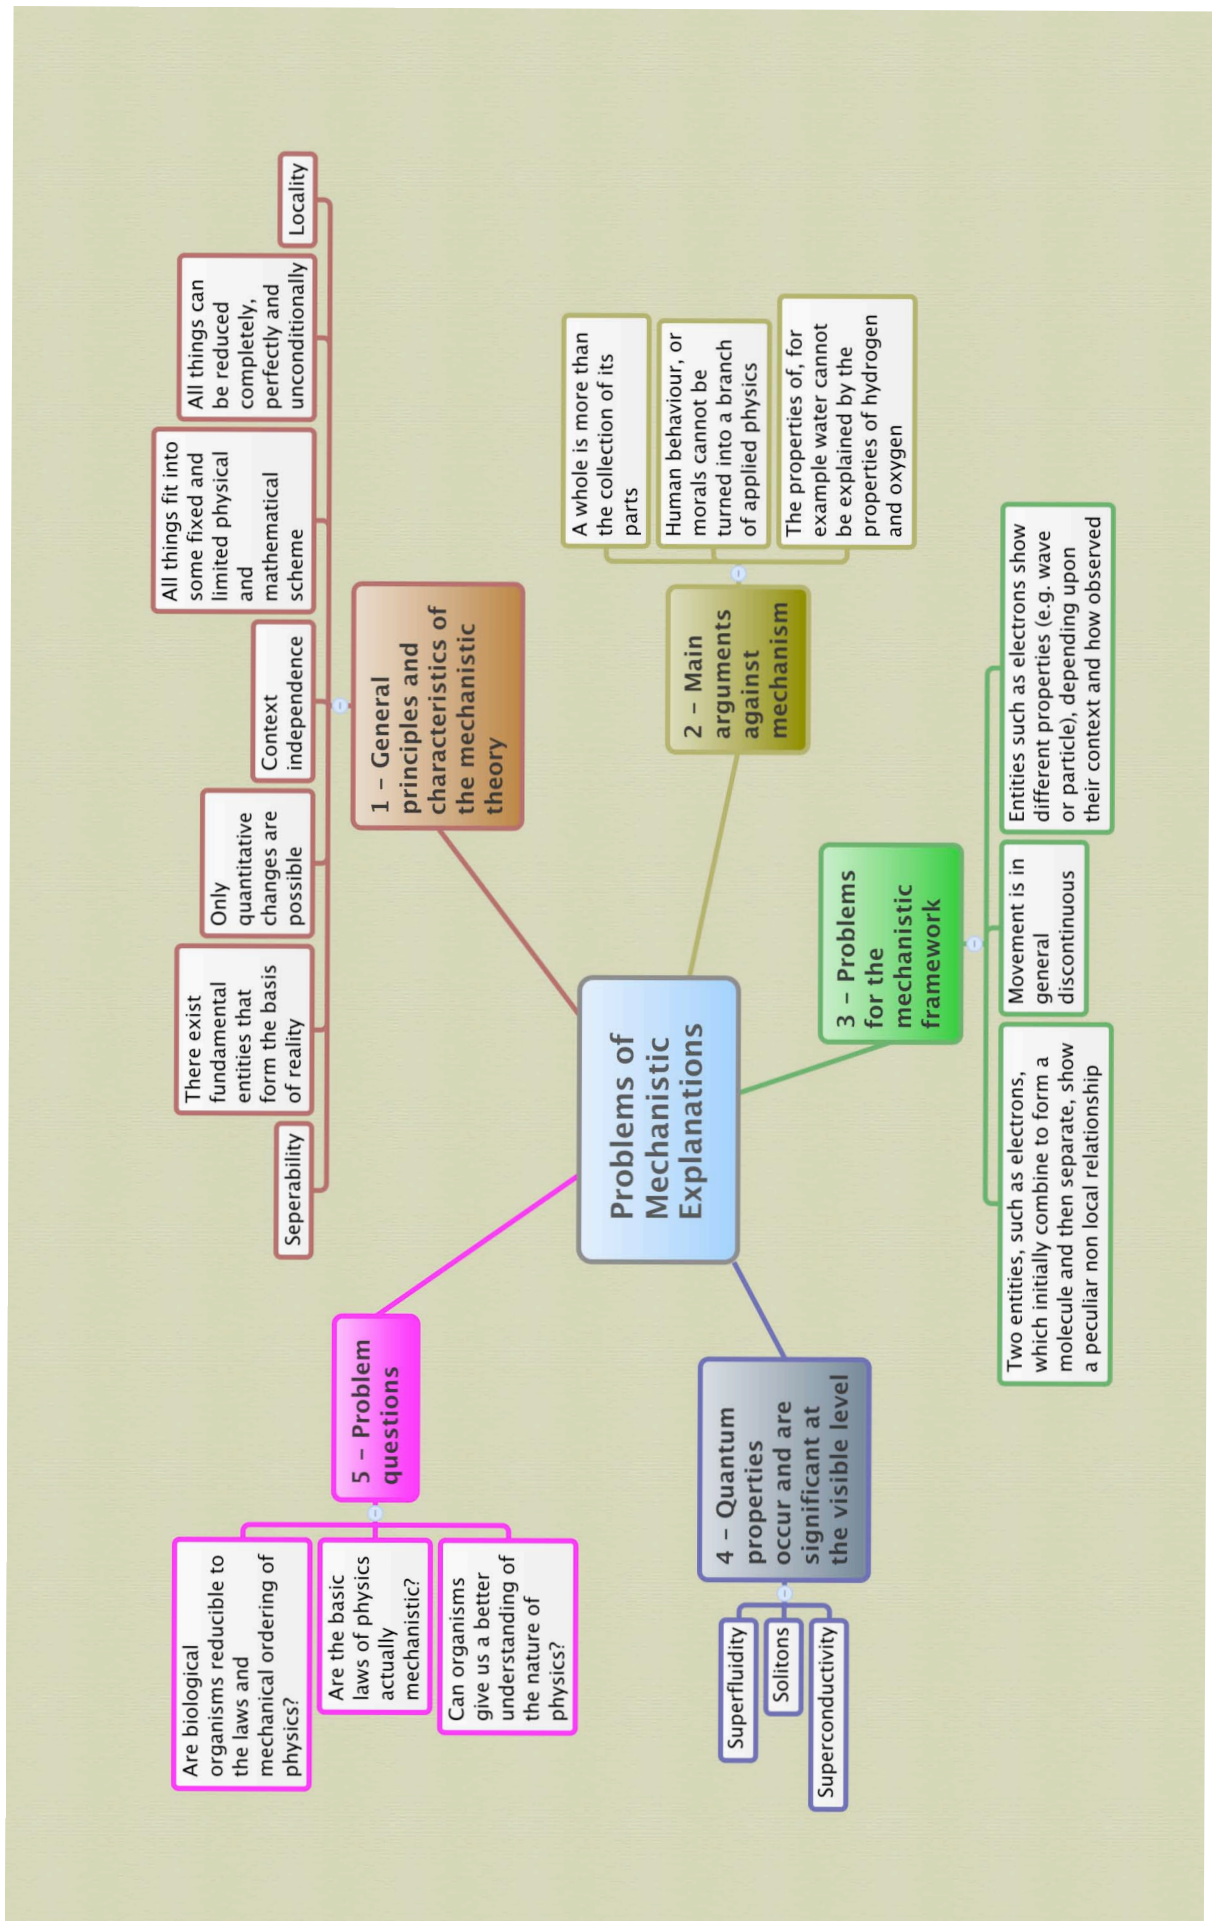 Problems of
Mechanistic
Explanations
1 – General
principles and
characteristics of
the mechanistic
theory
Seperability
There exist
fundamental
entities that
form the basis
of reality
Only
quantitative
changes are
possible
Context
independence
All things fit into
some fixed and
limited physical
and
mathematical
scheme
All things can
be reduced
completely,
perfectly and
unconditionally
Locality
2 – Main
arguments
against
mechanism
A whole is more than
the collection of its
parts
Human behaviour, or
morals cannot be
turned into a branch
of applied physics
The properties of, for
example water cannot
be explained by the
properties of hydrogen
and oxygen
3 – Problems
for the
mechanistic
framework
Two entities, such as electrons,
which initially combine to form a
molecule and then separate, show
a peculiar non local relationship
Movement is in
general
discontinuous
Entities such as electrons show
different properties (e.g. wave
or particle), depending upon
their context and how observed
4 – Quantum
properties
occur and are
significant at
the visible level
Superfluidity
Solitons
Superconductivity
5 – Problem
questions
Are biological
organisms reducible to
the laws and
mechanical ordering of
physics?
Are the basic
laws of physics
actually
mechanistic?
Can organisms
give us a better
understanding of
the nature of
physics?